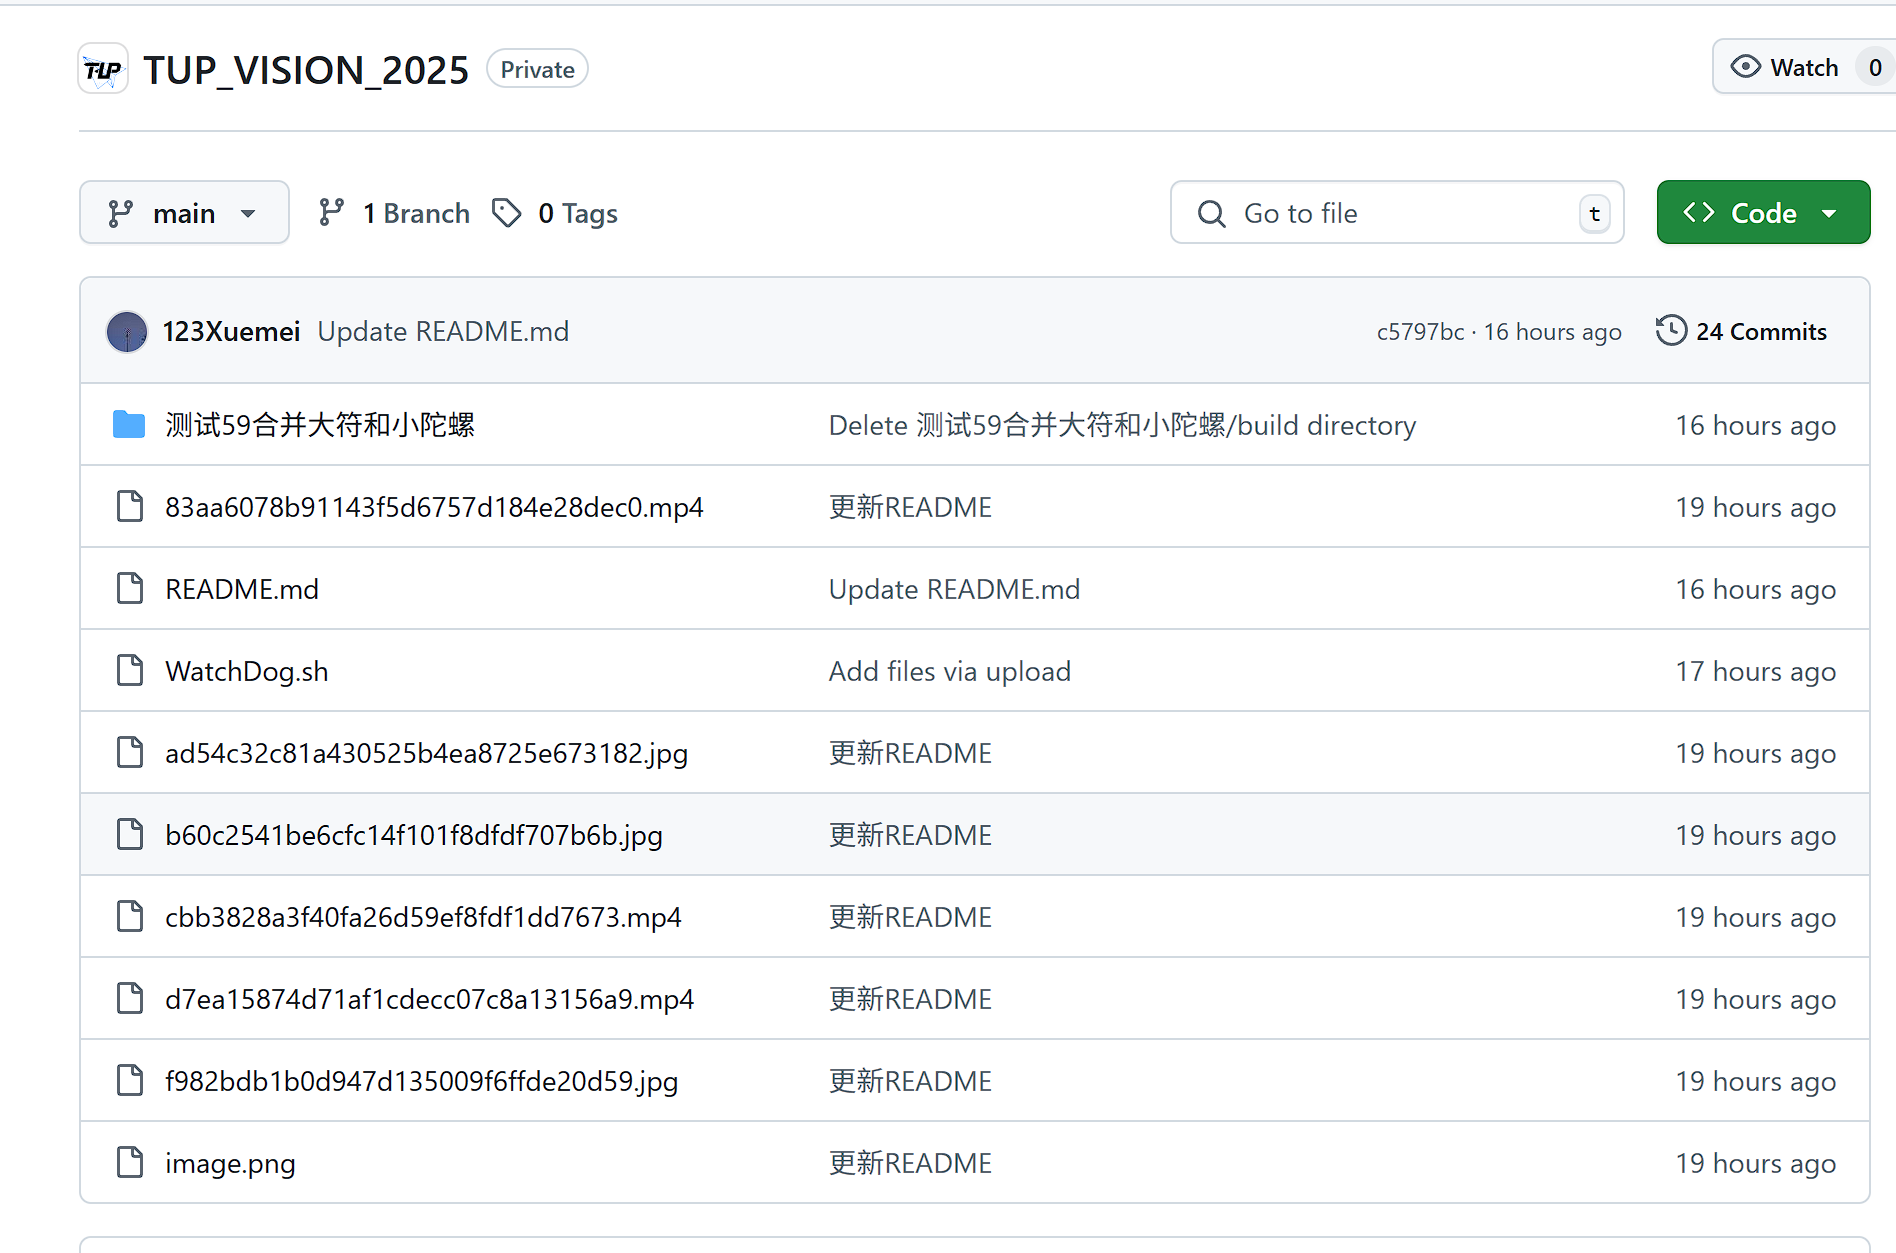 TUP TUP_VISION_2025 Private Watch 0
main 1 Branch 0 Tags Go to file t Code
123Xuemei Update README.md c5797bc · 16 hours ago 24 Commits
测试59合并大符和小陀螺 Delete 测试59合并大符和小陀螺/build directory 16 hours ago
83aa6078b91143f5d6757d184e28dec0.mp4 更新README 19 hours ago
README.md Update README.md 16 hours ago
WatchDog.sh Add files via upload 17 hours ago
ad54c32c81a430525b4ea8725e673182.jpg 更新README 19 hours ago
b60c2541be6cfc14f101f8dfdf707b6b.jpg 更新README 19 hours ago
cbb3828a3f40fa26d59ef8fdf1dd7673.mp4 更新README 19 hours ago
d7ea15874d71af1cdecc07c8a13156a9.mp4 更新README 19 hours ago
f982bdb1b0d947d135009f6ffde20d59.jpg 更新README 19 hours ago
image.png 更新README 19 hours ago